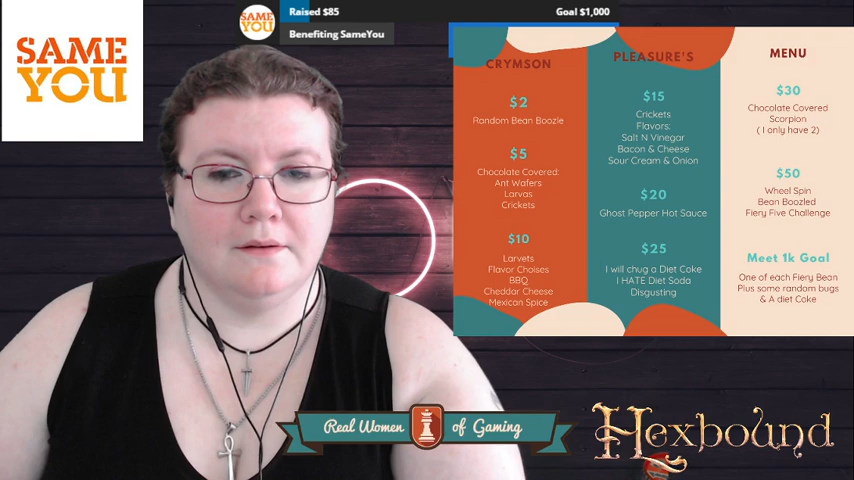 SAME
YOU
SAME
YOU
Raised $85
Goal $1,000
Benefiting SameYou
CRYMSON
$2
Random Bean Boozle
$5
Chocolate Covered:
Ant Wafers
Larvas
Crickets
$10
Larvets
Flavor Choises
BBQ
Cheddar Cheese
Mexican Spice
PLEASURE'S
$15
Crickets
Flavors:
Salt N Vinegar
Bacon & Cheese
Sour Cream & Onion
$20
Ghost Pepper Hot Sauce
$25
I will chug a Diet Coke
I HATE Diet Soda
Disgusting
MENU
$30
Chocolate Covered
Scorpion
( I only have 2)
$50
Wheel Spin
Bean Boozled
Fiery Five Challenge
Meet 1k Goal
One of each Fiery Bean
Plus some random bugs
& A diet Coke
Real Women of Gaming
Hexbound